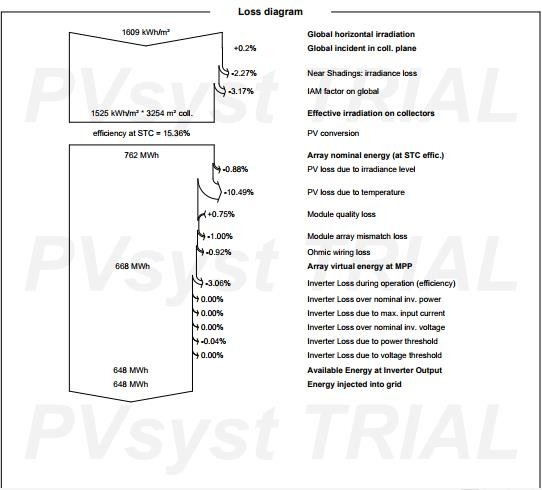 Loss diagram
1609 kWh/m² Global horizontal irradiation
+0.2% Global incident in coll. plane
-2.27% Near Shadings: irradiance loss
-3.17% IAM factor on global
1525 kWh/m² * 3254 m² coll. Effective irradiation on collectors
efficiency at STC = 15.36% PV conversion
762 MWh Array nominal energy (at STC effic.)
-0.88% PV loss due to irradiance level
-10.49% PV loss due to temperature
+0.75% Module quality loss
-1.00% Module array mismatch loss
-0.92% Ohmic wiring loss
668 MWh Array virtual energy at MPP
-3.06% Inverter Loss during operation (efficiency)
0.00% Inverter Loss over nominal inv. power
0.00% Inverter Loss due to max. input current
0.00% Inverter Loss over nominal inv. voltage
-0.04% Inverter Loss due to power threshold
0.00% Inverter Loss due to voltage threshold
648 MWh Available Energy at Inverter Output
648 MWh Energy injected into grid
PVsyst TRIAL
PVsyst TRIAL
PVsyst TRIAL